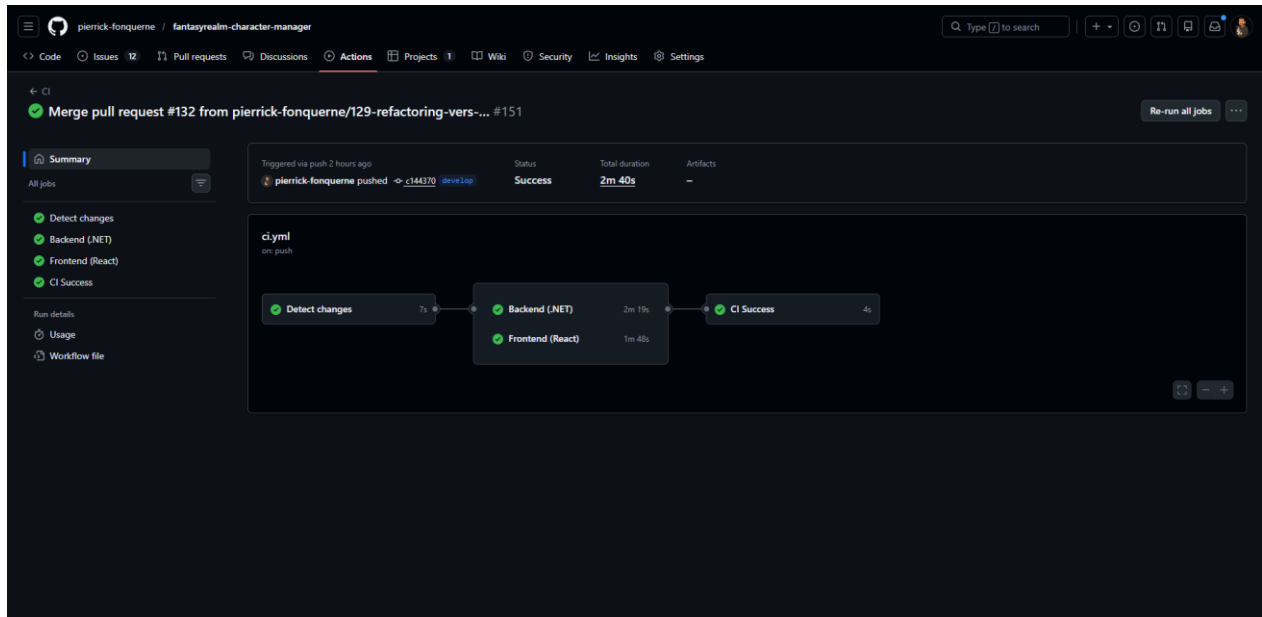 pierrick-fonquerne / fantasyrealm-character-manager
Type / to search
Code Issues 12 Pull requests Discussions Actions Projects 1 Wiki Security Insights Settings
CI
Merge pull request #132 from pierrick-fonquerne/129-refactoring-vers-... #151
Re-run all jobs
Summary
All jobs
Detect changes
Backend (.NET)
Frontend (React)
CI Success
Run details
Usage
Workflow file
Triggered via push 2 hours ago
Status
Total duration
Artifacts
pierrick-fonquerne pushed c144370 develop
Success
2m 40s
–
ci.yml
on: push
Detect changes 7s
Backend (.NET) 2m 19s
Frontend (React) 1m 48s
CI Success 4s